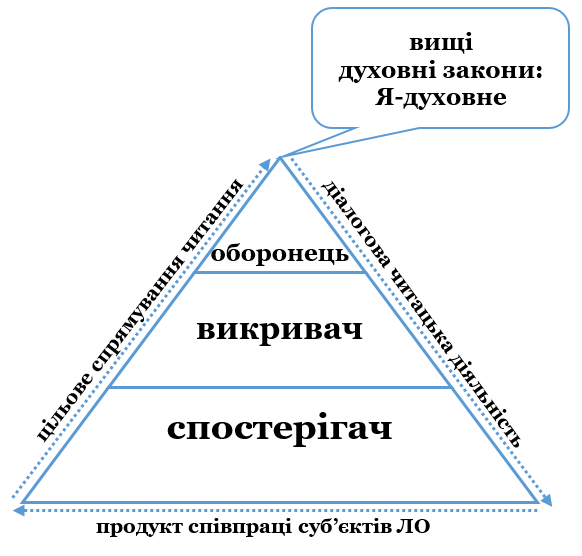 вищі
духовні закони:
Я-духовне
цільове спрямування читання
діалогова читацька діяльність
оборонець
викривач
спостерігач
продукт співпраці суб’єктів ЛО